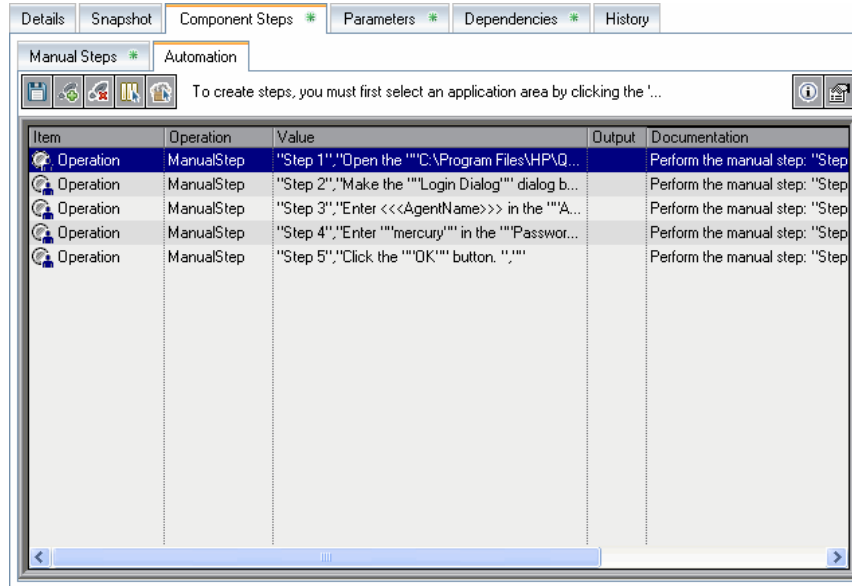 Details Snapshot Component Steps * Parameters * Dependencies * History
Manual Steps * Automation
To create steps, you must first select an application area by clicking the '...
Item Operation Value Output Documentation
Operation ManualStep "Step 1","Open the ""C:\Program Files\HP\Q... Perform the manual step: "Step
Operation ManualStep "Step 2","Make the ""Login Dialog"" dialog b... Perform the manual step: "Step
Operation ManualStep "Step 3","Enter <<<AgentName>>> in the ""A... Perform the manual step: "Step
Operation ManualStep "Step 4","Enter ""mercury"" in the ""Passwor... Perform the manual step: "Step
Operation ManualStep "Step 5","Click the ""OK"" button. ","" Perform the manual step: "Step